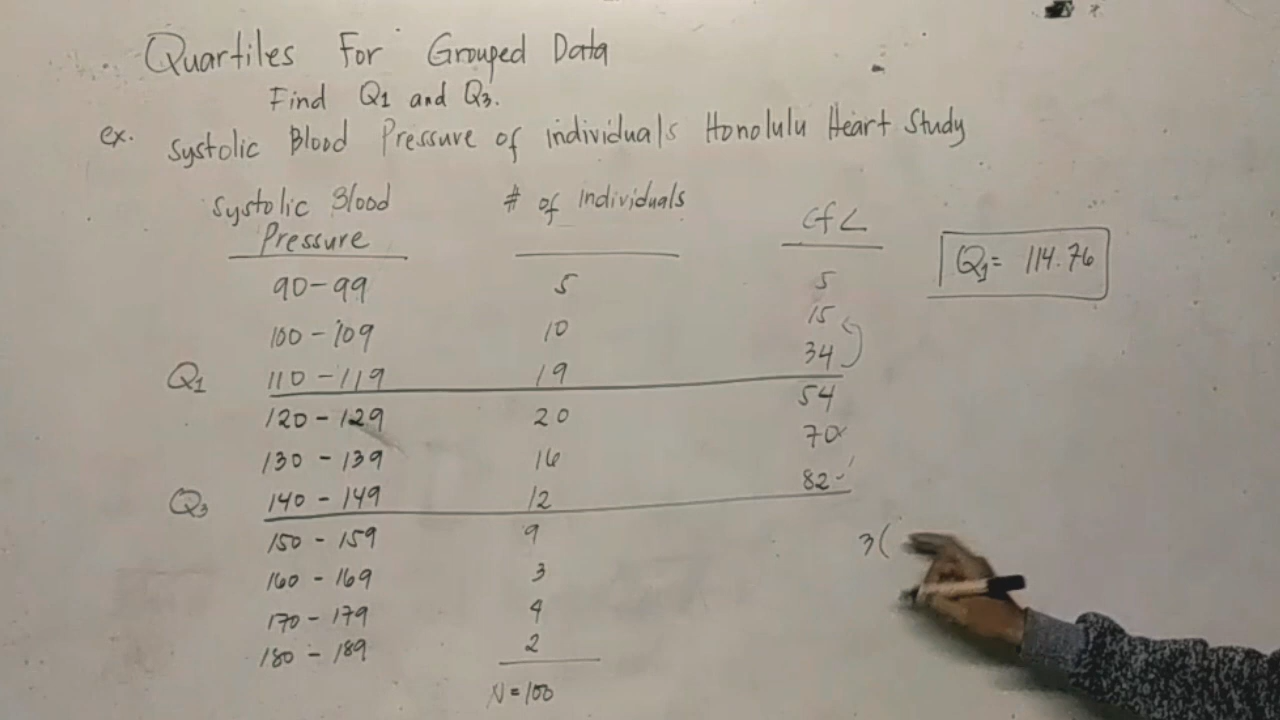 Quartiles For Grouped Data
Find Q1 and Q3.
ex. Systolic Blood Pressure of individuals Honolulu Heart Study
Systolic Blood Pressure # of Individuals cf<
90-99 5 5
100-109 10 15
Q1 110-119 19 34
120-129 20 54
130-139 16 70
Q3 140-149 12 82
150-159 9
160-169 3
170-179 4
180-189 2
N=100
Q1= 114.76
3(